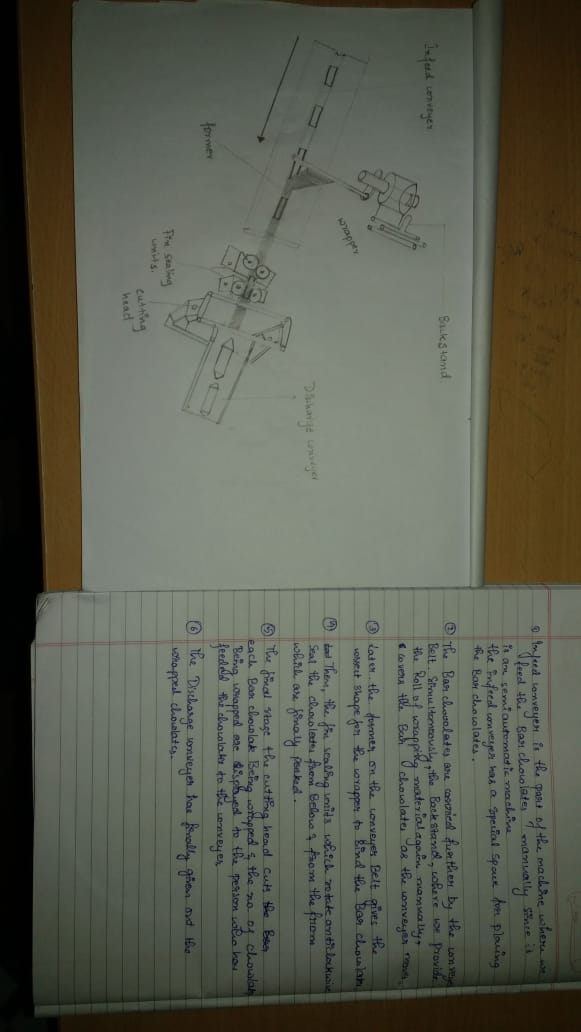 Infeed conveyer
Backstand
wrapper
Discharge conveyer
former
Fin sealing
units.
cutting
head
① Infeed conveyer is the part of the machine where we
feed the Bar chocolates manually since it
is an semiautomatic machine
the infeed conveyer has a special space for placing
the Bar chocolates.
② The Bar chocolates are carried further by the conveyer
Belt. Simultaneously, the Backstand, where we provide
the Roll of wrapping material again manually,
covers the Bar chocolates as the conveyer moves.
③ Later the former on the conveyer Belt gives the
correct shape for the wrapper to bind the Bar chocolate
④ Then, the fin sealing units which rotate anticlockwise
seal the chocolates from Below & from the from
which are finaly packed.
⑤ The final stage the cutting head cuts the
each Bar chocolate Being wrapped & the no. of chocolate
Being wrapped are displayed to the person who has
feeded the chocolates to the conveyer
⑥ The Discharge conveyer has finally given out the
wrapped chocolates.